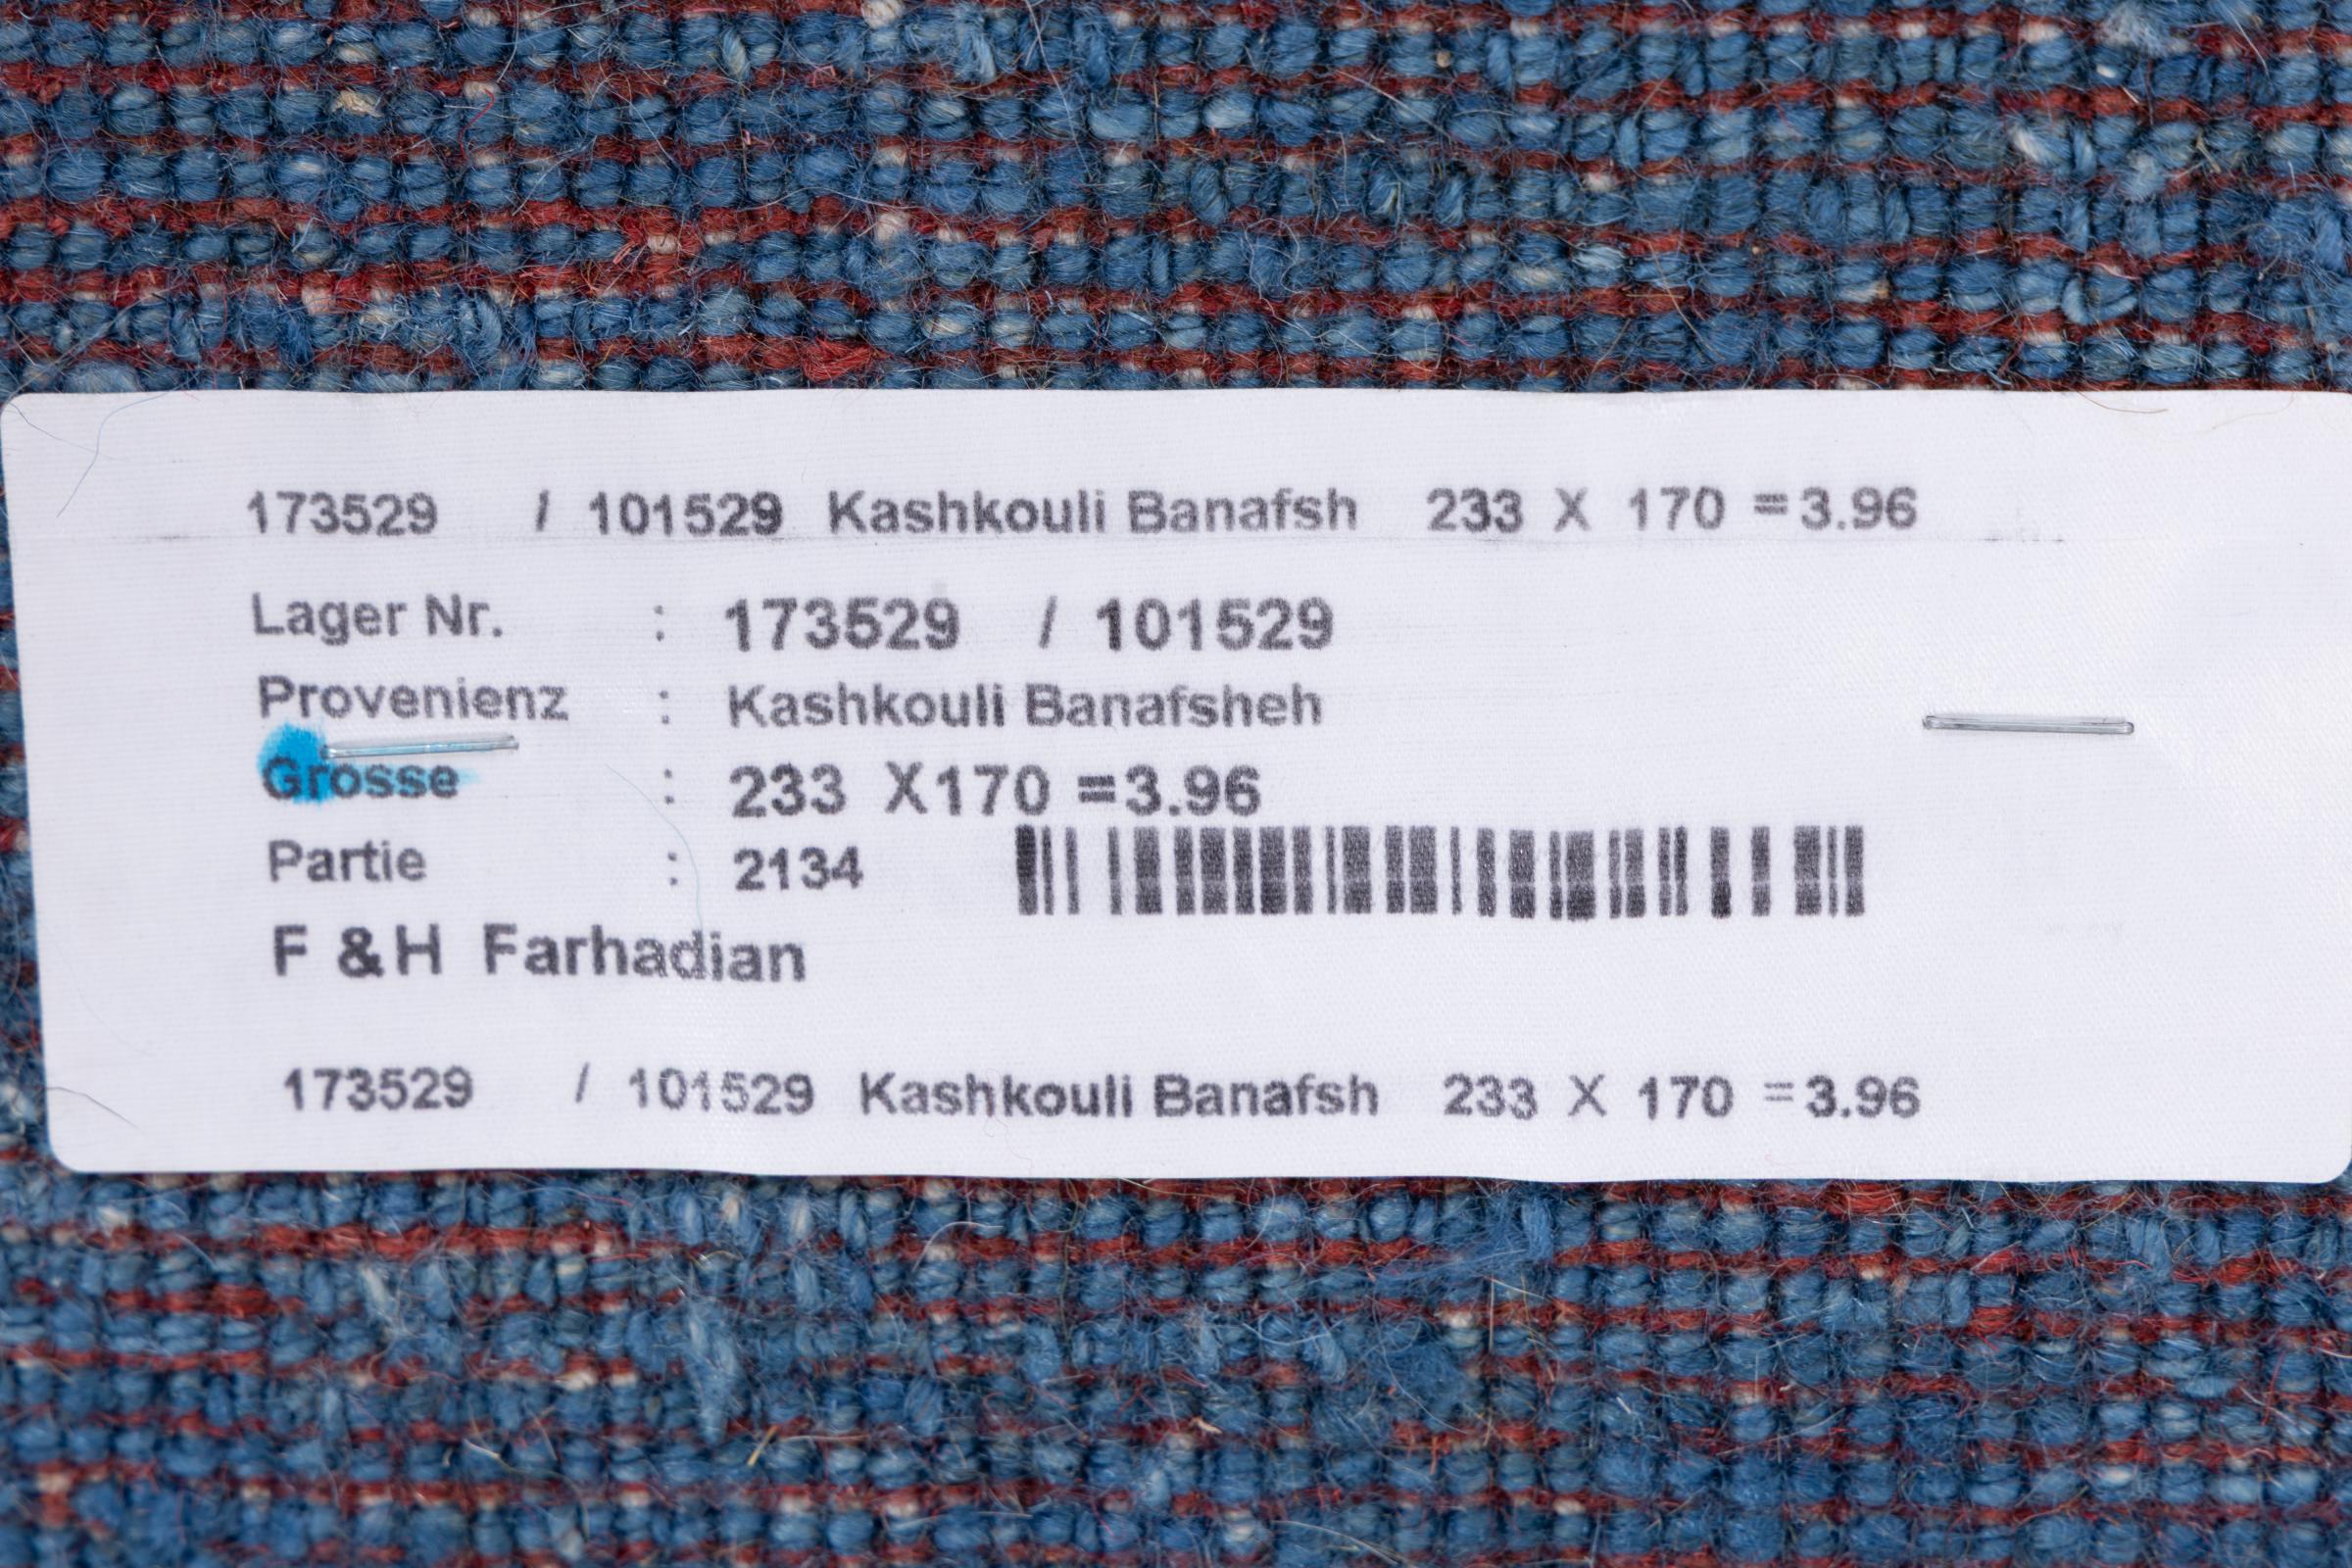 173529 / 101529 Kashkouli Banafsh 233 X 170 =3.96
Lager Nr. : 173529 / 101529
Provenienz : Kashkouli Banafsheh
Grosse : 233 X170 =3.96
Partie : 2134
F &H Farhadian
173529 / 101529 Kashkouli Banafsh 233 X 170 =3.96